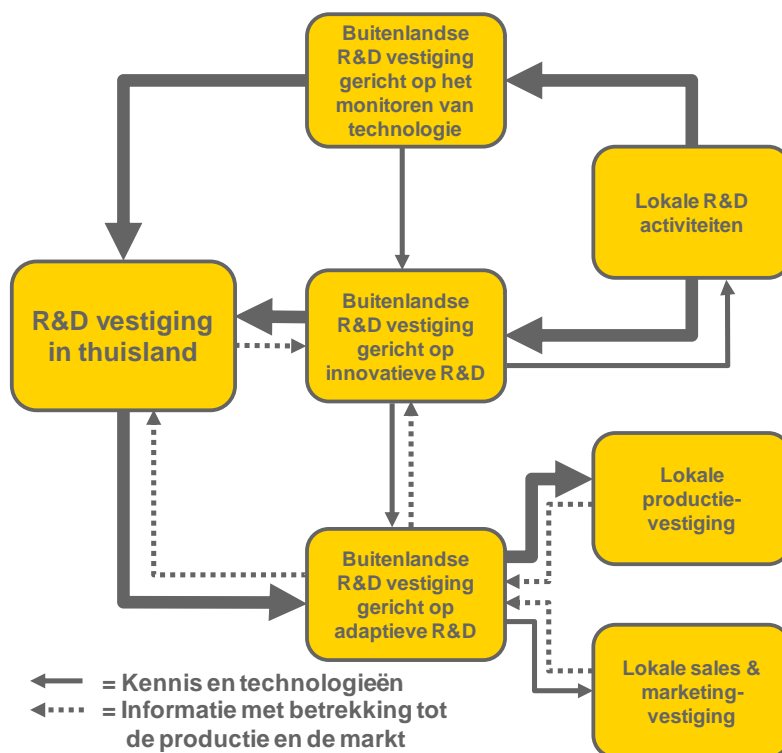 Buitenlandse
R&D vestiging
gericht op het
monitoren van
technologie
Lokale R&D
activiteiten
R&D vestiging
in thuisland
Buitenlandse
R&D vestiging
gericht op
innovatieve R&D
Lokale
productie-
vestiging
Buitenlandse
R&D vestiging
gericht op
adaptieve R&D
Lokale sales &
marketing-
vestiging
= Kennis en technologieën
= Informatie met betrekking tot
de productie en de markt